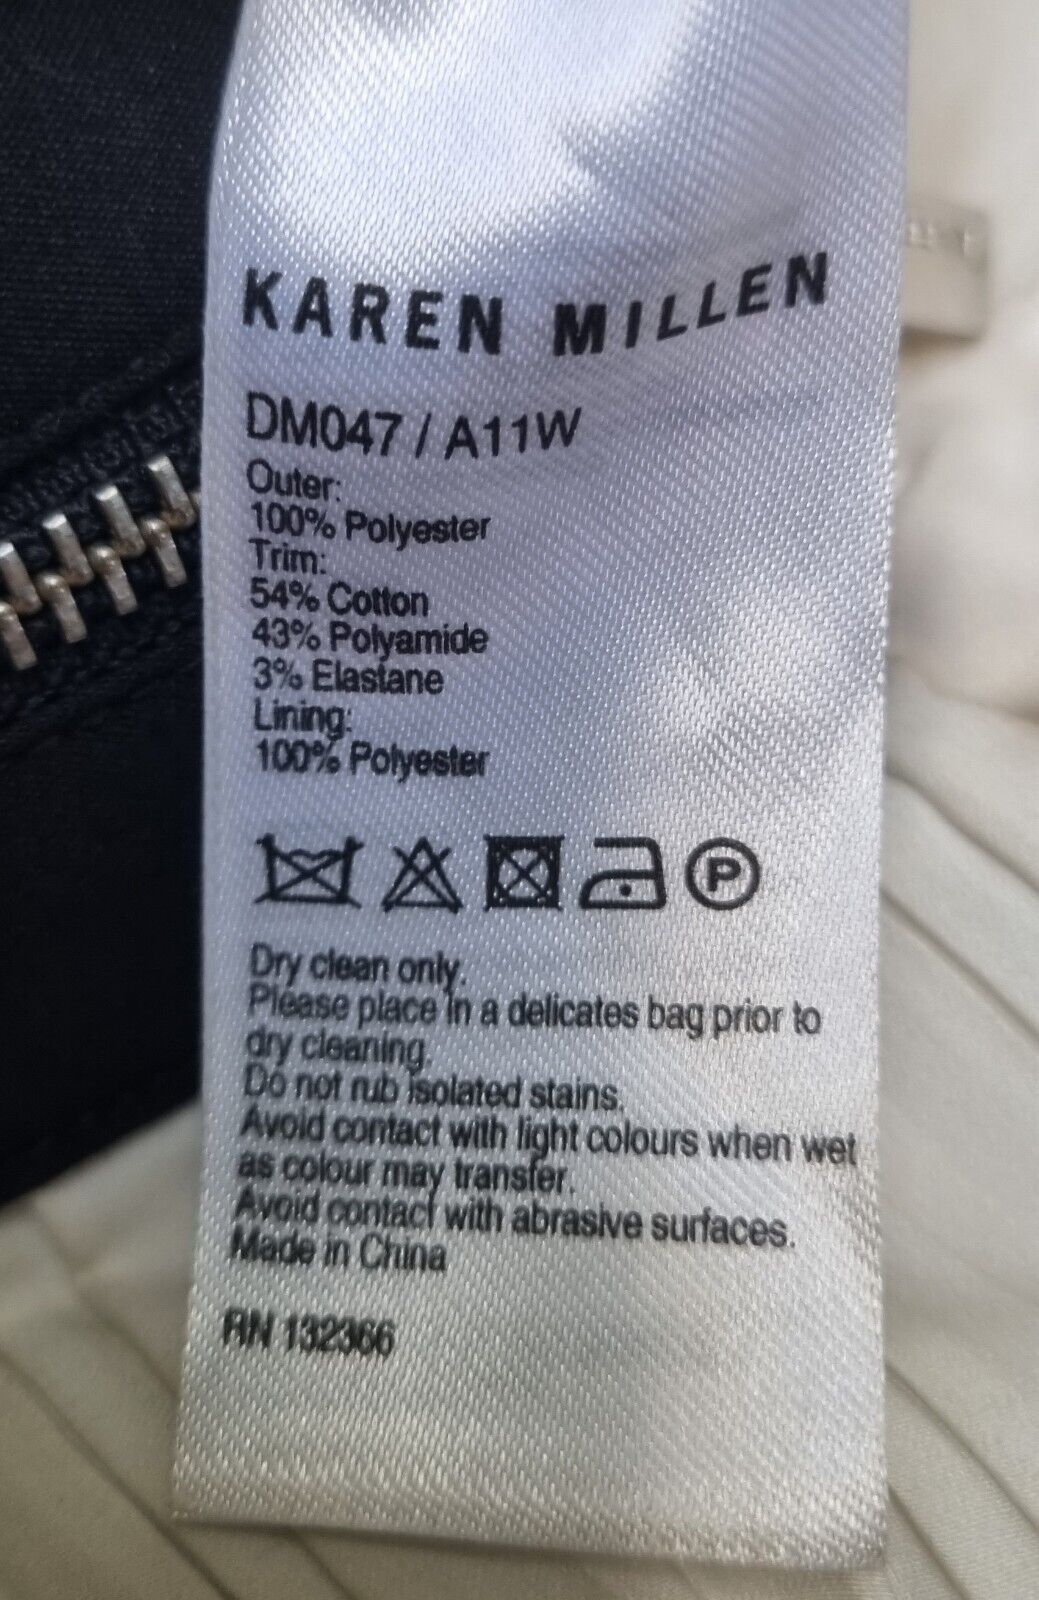 KAREN MILLEN
DM047 / A11W
Outer:
100% Polyester
Trim:
54% Cotton
43% Polyamide
3% Elastane
Lining:
100% Polyester
P
Dry clean only.
Please place in a delicates bag prior to
dry cleaning.
Do not rub isolated stains.
Avoid contact with light colours when wet
as colour may transfer.
Avoid contact with abrasive surfaces.
Made in China
RN 132366